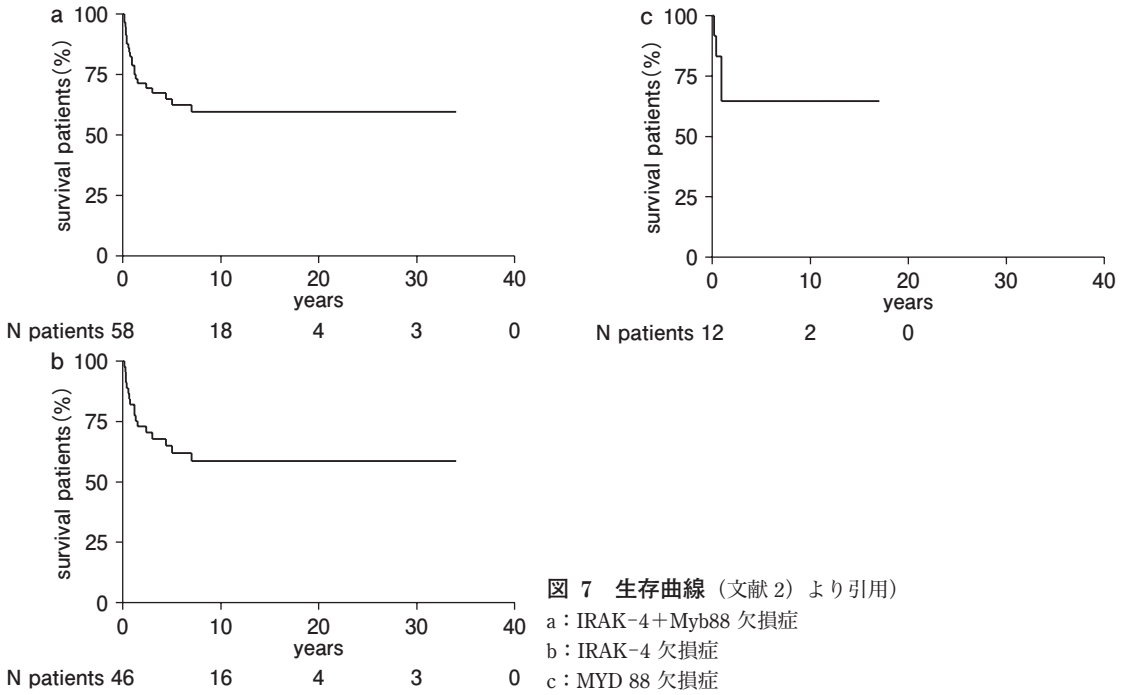 a
100
75
50
25
0
survival patients(%)
0 10 20 30 40
years
N patients 58 18 4 3 0
c
100
75
50
25
0
survival patients(%)
0 10 20 30 40
years
N patients 12 2 0
b
100
75
50
25
0
survival patients(%)
0 10 20 30 40
years
N patients 46 16 4 3 0
図 7 生存曲線(文献 2)より引用)
a:IRAK-4+Myb88 欠損症
b:IRAK-4 欠損症
c:MYD 88 欠損症